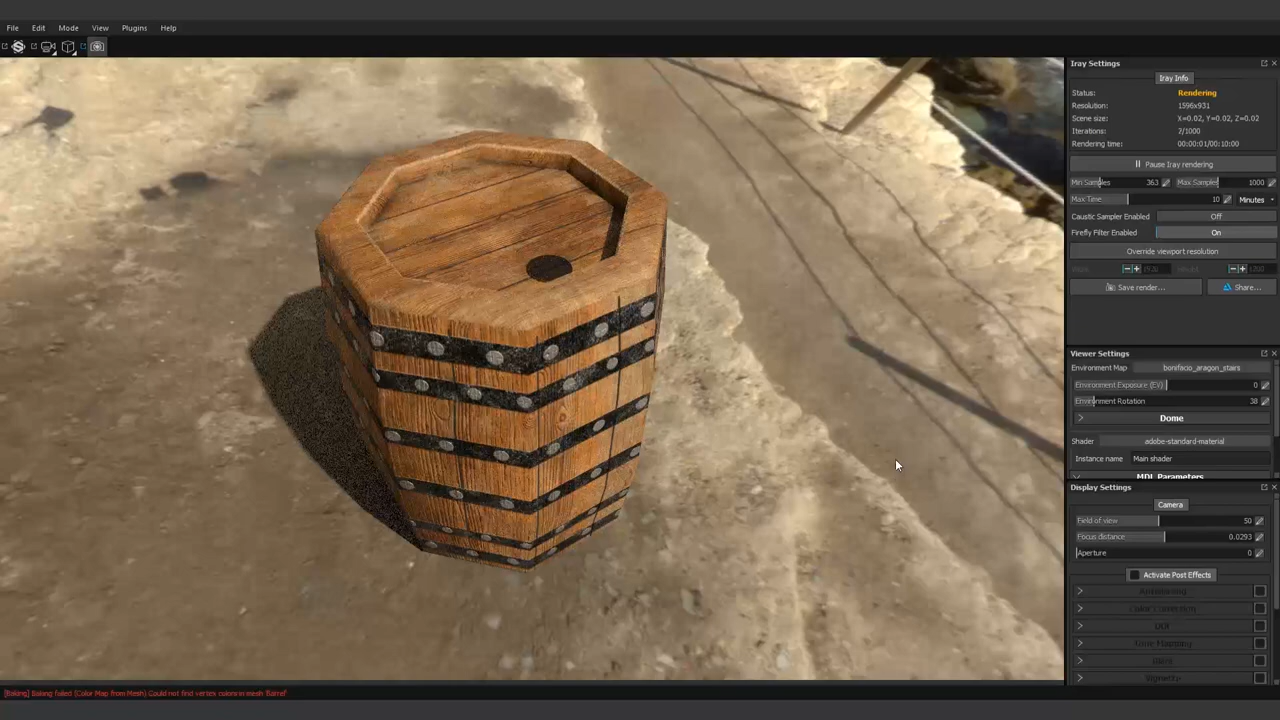 File Edit Mode View Plugins Help
Iray Settings
Iray Info
Status: Rendering
Resolution: 1596x931
Scene size: X=0.02, Y=0.02, Z=0.02
Iterations: 2/1000
Rendering time: 00:00:01/00:10:00
Pause Iray rendering
Min Samples 363 Max Samples 1000
Max Time 10 Minutes
Caustic Sampler Enabled Off
Firefly Filter Enabled On
Override viewport resolution
Save render... Share...
Viewer Settings
Environment Map bonifacio_aragon_stairs
Environment Exposure (EV) 0
Environment Rotation 38
Dome
Shader adobe-standard-material
Instance name Main shader
MDL Parameters
Display Settings
Camera
Field of view 50
Focus distance 0.0293
Aperture 0
Activate Post Effects
Color Correction
DOF
Tone Mapping
Vignette
[Baking] Baking failed (Color Map from Mesh) Could not find vertex colors in mesh 'Barrel'